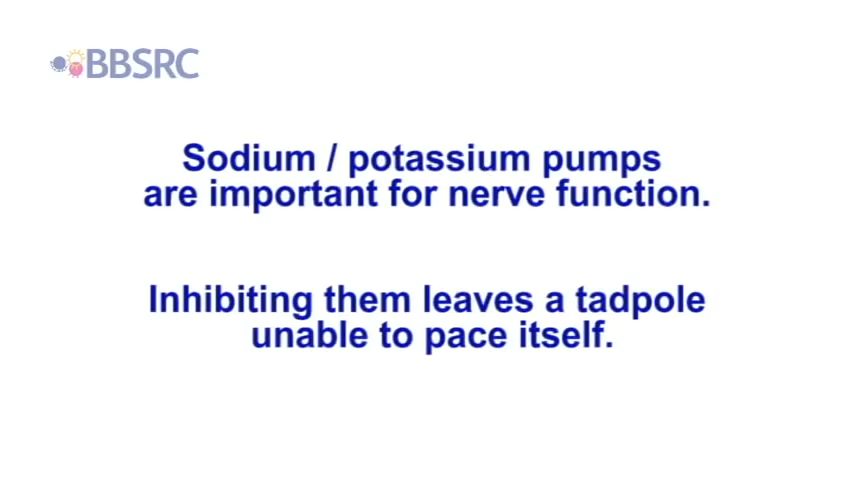 BBSRC
Sodium / potassium pumps
are important for nerve function.
Inhibiting them leaves a tadpole
unable to pace itself.